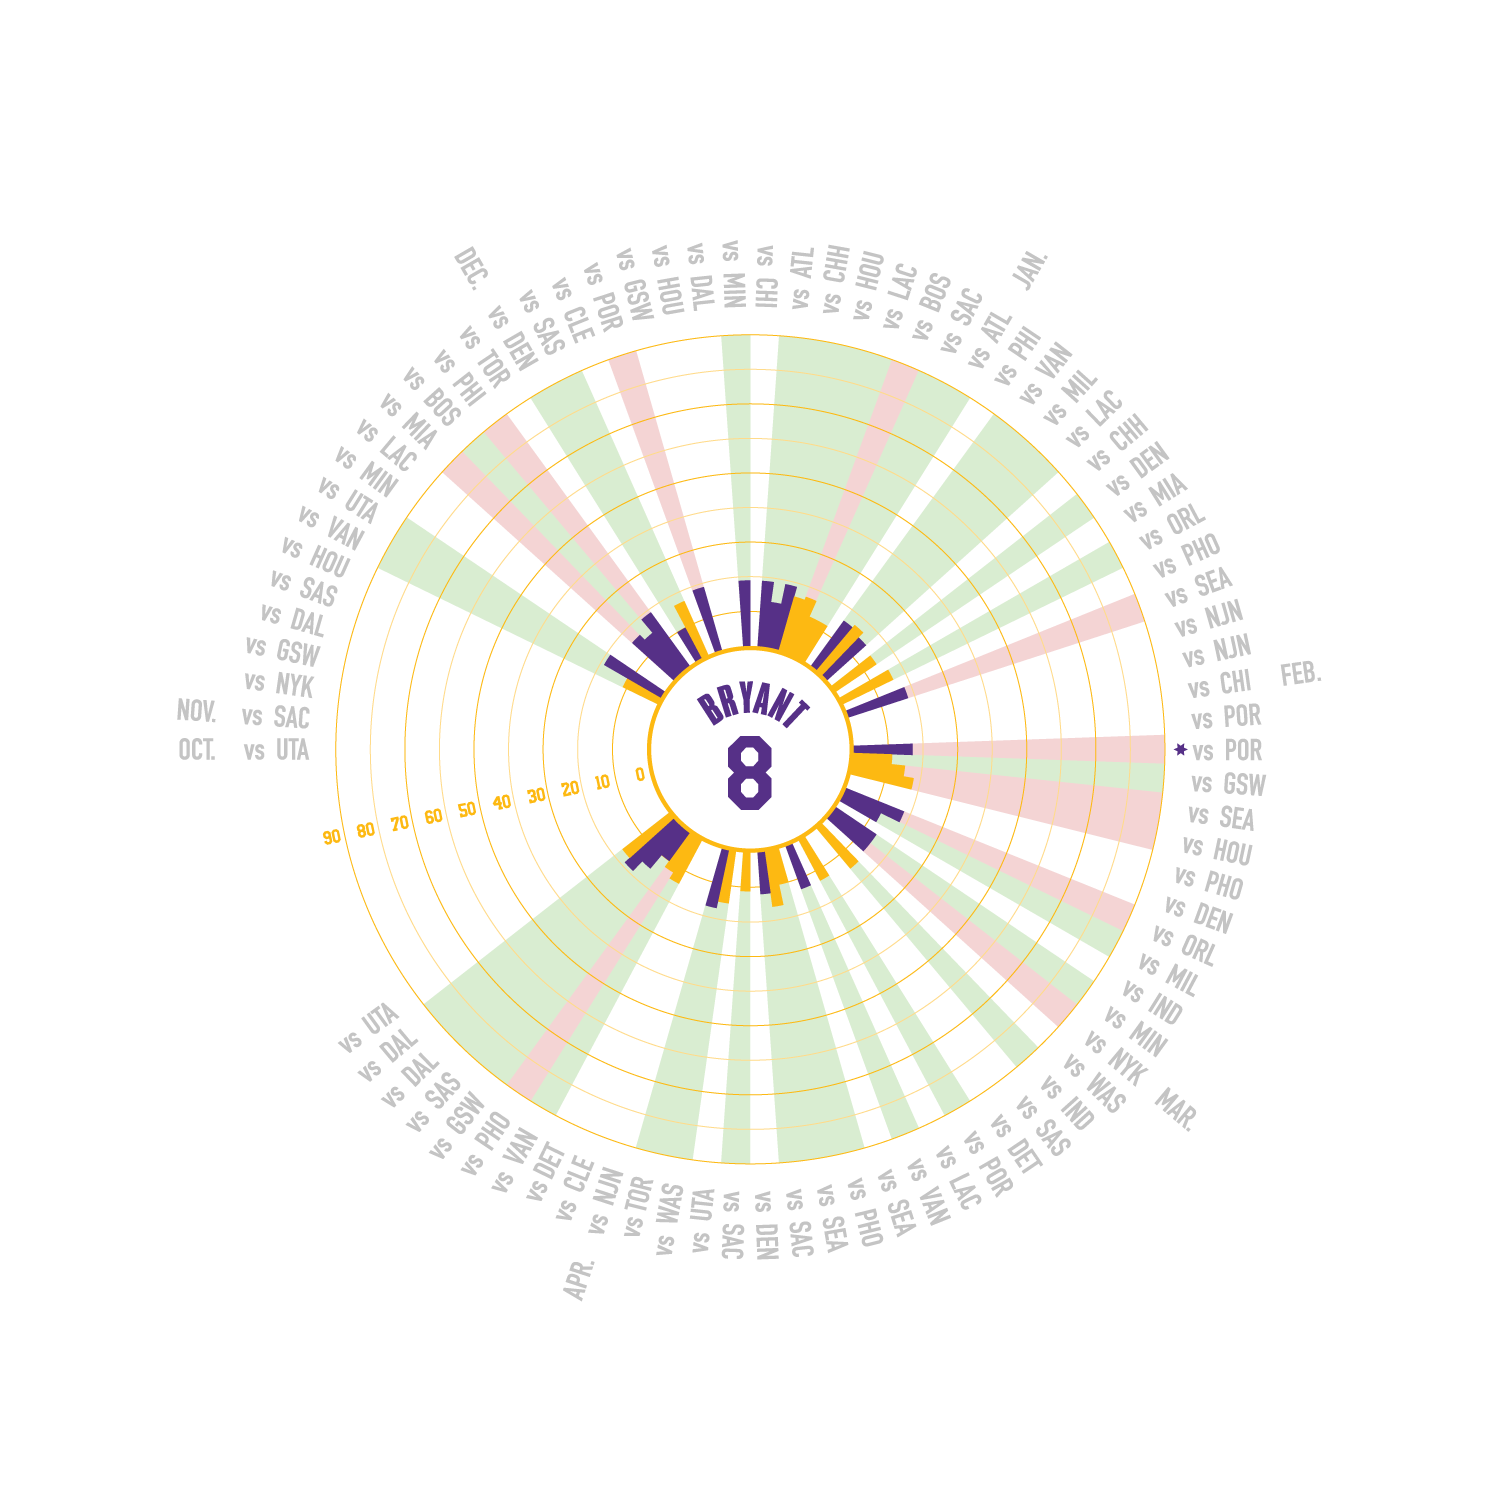 BRYANT
8
0
10
20
30
40
50
60
70
80
90
OCT.
vs UTA
NOV.
vs SAC
vs NYK
vs GSW
vs DAL
vs SAS
vs HOU
vs VAN
vs UTA
vs MIN
vs LAC
vs MIA
vs BOS
vs PHI
vs TOR
vs DEN
DEC.
vs SAS
vs CLE
vs POR
vs GSW
vs HOU
vs DAL
vs MIN
vs CHI
vs ATL
vs CHH
vs HOU
vs LAC
vs BOS
vs SAC
JAN.
vs ATL
vs PHI
vs VAN
vs MIL
vs LAC
vs CHH
vs DEN
vs MIA
vs ORL
vs PHO
vs SEA
vs NJN
vs NJN
FEB.
vs CHI
vs POR
vs POR
vs GSW
vs SEA
vs HOU
vs PHO
vs DEN
vs ORL
vs MIL
vs IND
vs MIN
MAR.
vs NYK
vs WAS
vs IND
vs SAS
vs DET
vs POR
vs LAC
vs VAN
vs SEA
vs PHO
vs SEA
vs SAC
vs DEN
vs SAC
vs UTA
vs WAS
vs TOR
APR.
vs NJN
vs CLE
vs DET
vs VAN
vs PHO
vs GSW
vs SAS
vs DAL
vs DAL
vs UTA